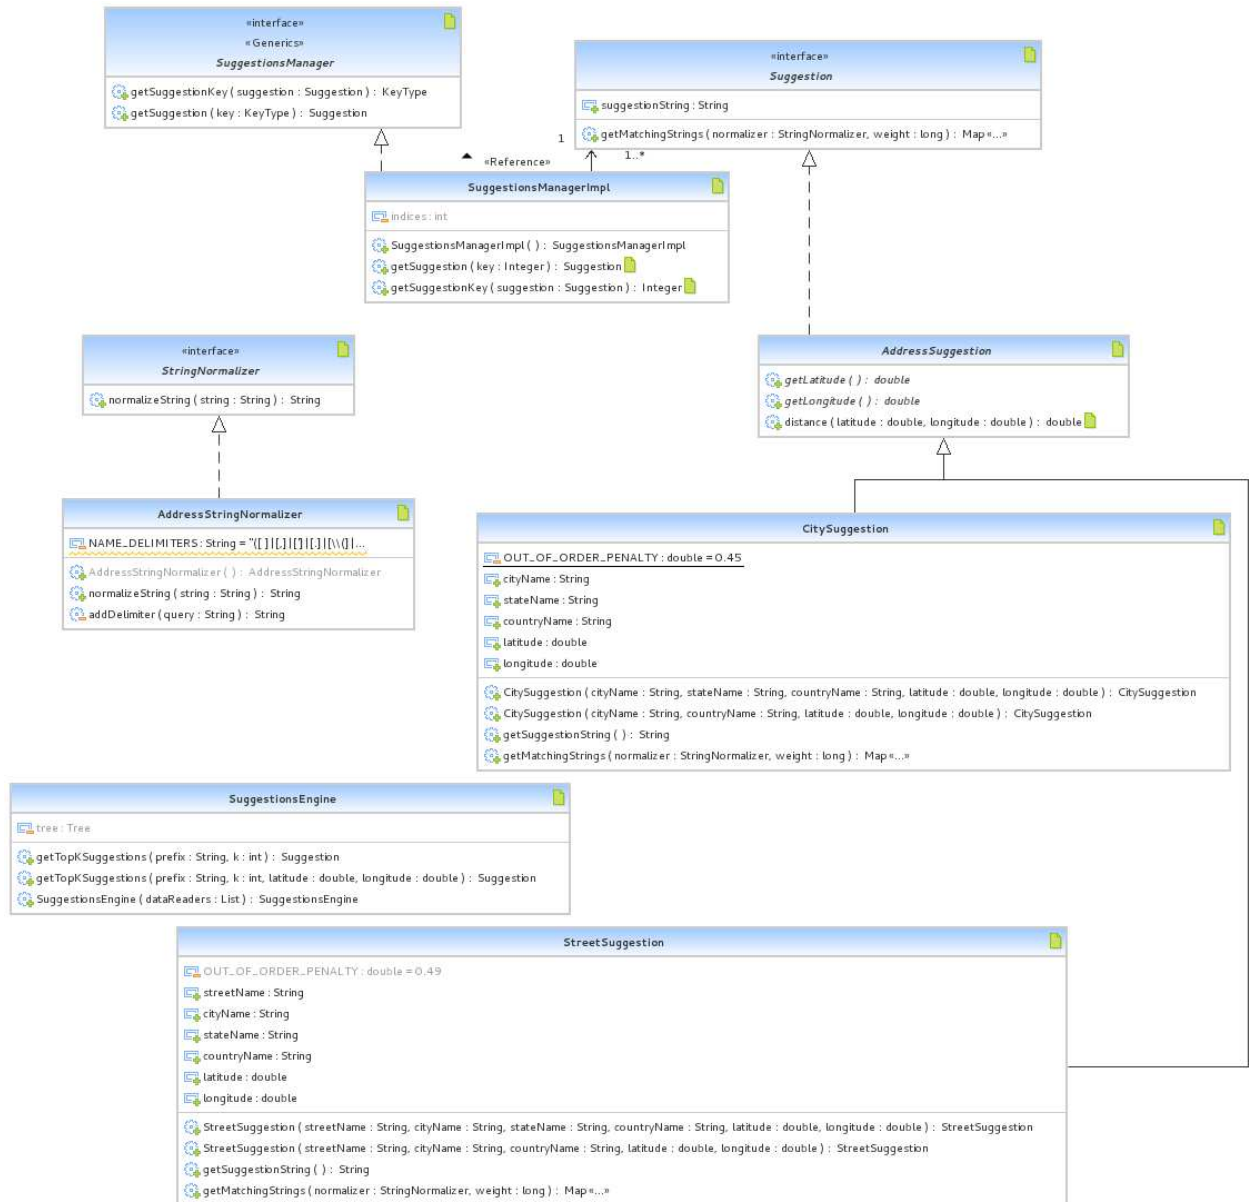 «interface»
«Generics»
SuggestionsManager
getSuggestionKey ( suggestion : Suggestion ) : KeyType
getSuggestion ( key : KeyType ) : Suggestion
«interface»
Suggestion
suggestionString : String
getMatchingStrings ( normalizer : StringNormalizer, weight : long ) : Map «...»
1
«Reference»
1..*
SuggestionsManagerImpl
indices : int
SuggestionsManagerImpl ( ) : SuggestionsManagerImpl
getSuggestion ( key : Integer ) : Suggestion
getSuggestionKey ( suggestion : Suggestion ) : Integer
«interface»
StringNormalizer
normalizeString ( string : String ) : String
AddressSuggestion
getLatitude ( ) : double
getLongitude ( ) : double
distance ( latitude : double, longitude : double ) : double
AddressStringNormalizer
NAME_DELIMITERS : String = "([ ] | [,] | ['] | [.] | [\\(] | ...
AddressStringNormalizer ( ) : AddressStringNormalizer
normalizeString ( string : String ) : String
addDelimiter ( query : String ) : String
CitySuggestion
OUT_OF_ORDER_PENALTY : double = 0.45
cityName : String
stateName : String
countryName : String
latitude : double
longitude : double
CitySuggestion ( cityName : String, stateName : String, countryName : String, latitude : double, longitude : double ) : CitySuggestion
CitySuggestion ( cityName : String, countryName : String, latitude : double, longitude : double ) : CitySuggestion
getSuggestionString ( ) : String
getMatchingStrings ( normalizer : StringNormalizer, weight : long ) : Map «...»
SuggestionsEngine
tree : Tree
getTopKSuggestions ( prefix : String, k : int ) : Suggestion
getTopKSuggestions ( prefix : String, k : int, latitude : double, longitude : double ) : Suggestion
SuggestionsEngine ( dataReaders : List ) : SuggestionsEngine
StreetSuggestion
OUT_OF_ORDER_PENALTY : double = 0.49
streetName : String
cityName : String
stateName : String
countryName : String
latitude : double
longitude : double
StreetSuggestion ( streetName : String, cityName : String, stateName : String, countryName : String, latitude : double, longitude : double ) : StreetSuggestion
StreetSuggestion ( streetName : String, cityName : String, countryName : String, latitude : double, longitude : double ) : StreetSuggestion
getSuggestionString ( ) : String
getMatchingStrings ( normalizer : StringNormalizer, weight : long ) : Map «...»